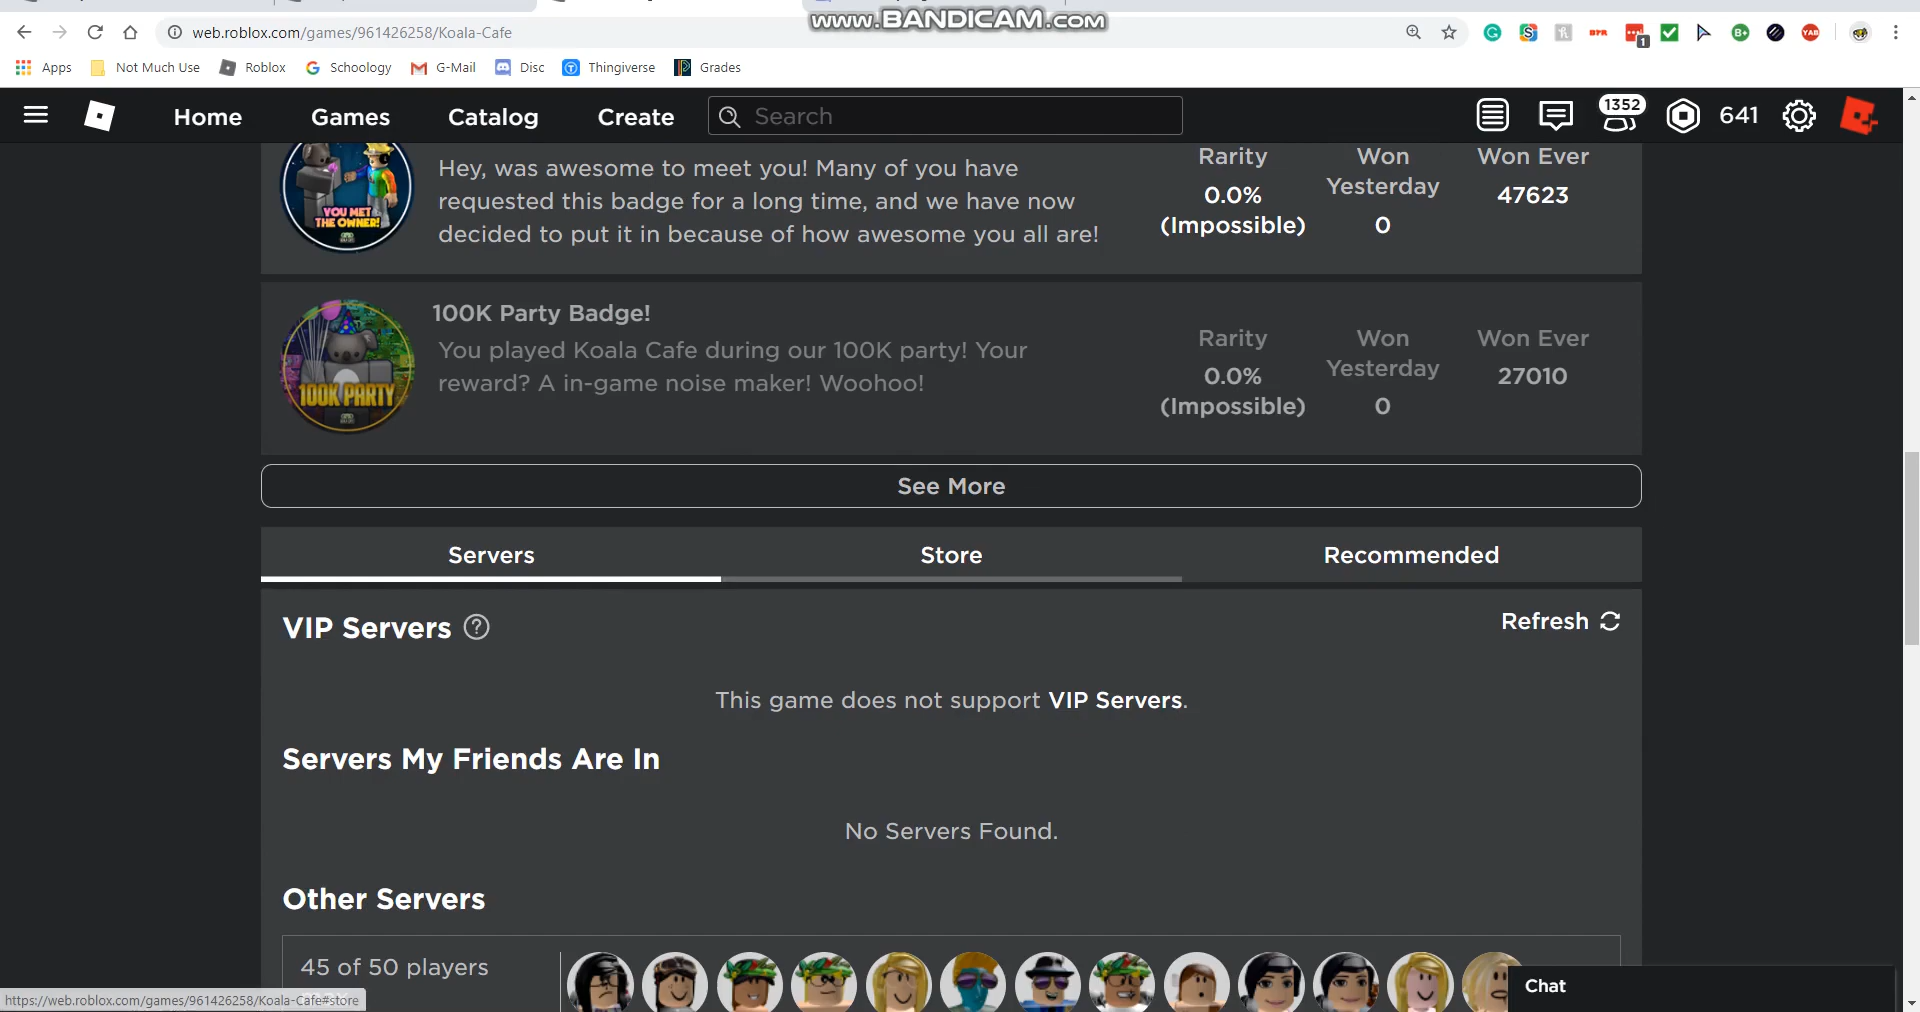 www.BANDICAM.com
web.roblox.com/games/961426258/Koala-Cafe
1
BTR
B+
YAB
Apps
Not Much Use
Roblox
Schoology
G-Mail
Disc
Thingiverse
Grades
Home
Games
Catalog
Create
Search
1352
641
YOU MET
THE OWNER!
Hey, was awesome to meet you! Many of you have
requested this badge for a long time, and we have now
decided to put it in because of how awesome you all are!
Rarity
0.0%
(Impossible)
Won
Yesterday
0
Won Ever
47623
100K PARTY
100K Party Badge!
You played Koala Cafe during our 100K party! Your
reward? A in-game noise maker! Woohoo!
Rarity
0.0%
(Impossible)
Won
Yesterday
0
Won Ever
27010
See More
Servers
Store
Recommended
VIP Servers ?
Refresh
This game does not support VIP Servers.
Servers My Friends Are In
No Servers Found.
Other Servers
45 of 50 players
https://web.roblox.com/games/961426258/Koala-Cafe#store
Chat